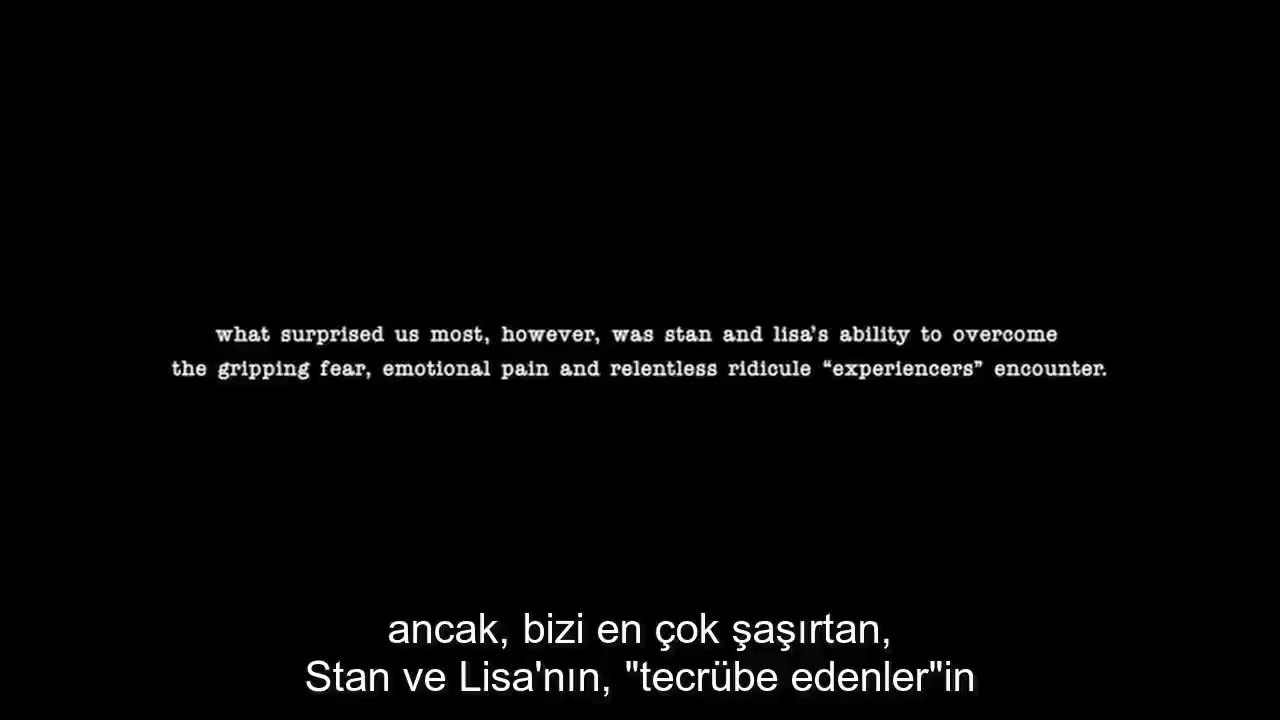 what surprised us most, however, was stan and lisa's ability to overcome
the gripping fear, emotional pain and relentless ridicule “experiencers” encounter.
ancak, bizi en çok şaşırtan,
Stan ve Lisa'nın, "tecrübe edenler"in